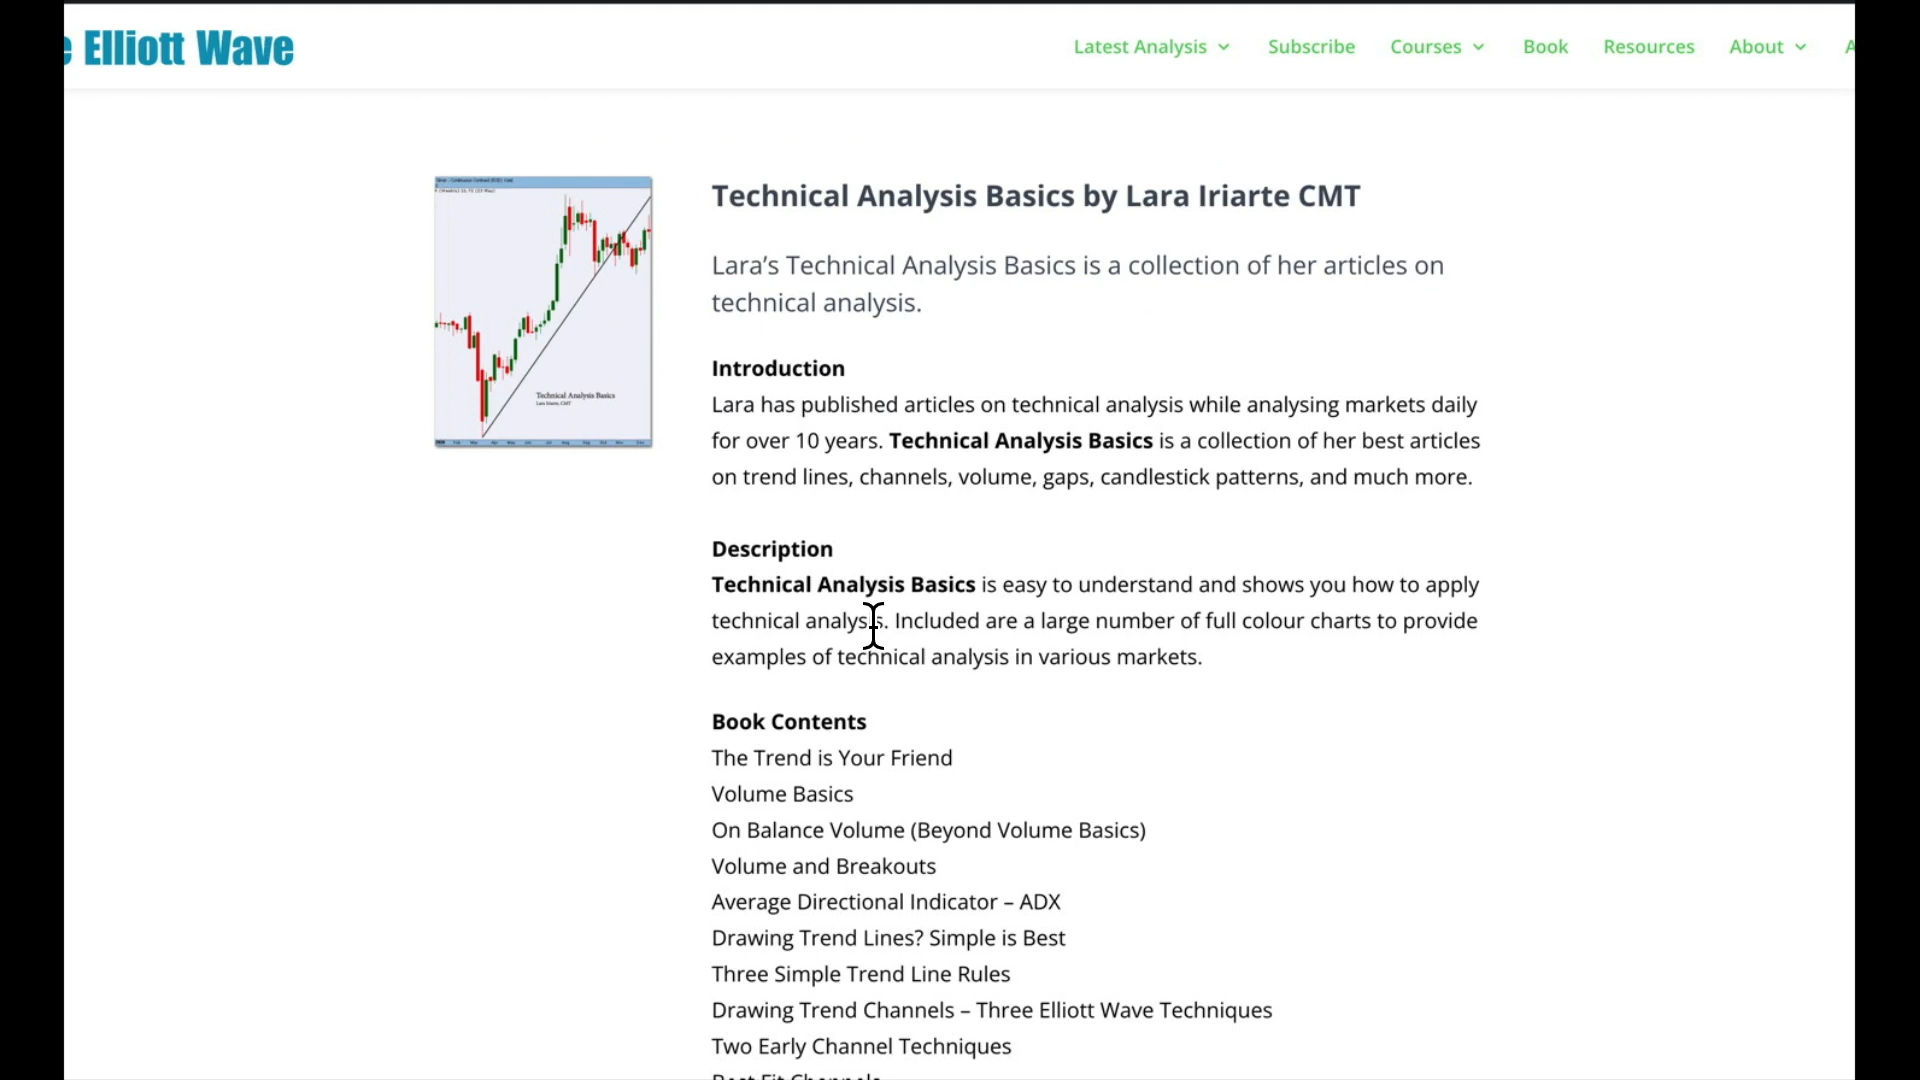 e Elliott Wave
Latest Analysis Subscribe Courses Book Resources About A
Technical Analysis Basics by Lara Iriarte CMT
Lara’s Technical Analysis Basics is a collection of her articles on
technical analysis.
Introduction
Lara has published articles on technical analysis while analysing markets daily
for over 10 years. Technical Analysis Basics is a collection of her best articles
on trend lines, channels, volume, gaps, candlestick patterns, and much more.
Technical Analysis Basics
Lara Iriarte, CMT
Description
Technical Analysis Basics is easy to understand and shows you how to apply
technical analysis. Included are a large number of full colour charts to provide
examples of technical analysis in various markets.
Book Contents
The Trend is Your Friend
Volume Basics
On Balance Volume (Beyond Volume Basics)
Volume and Breakouts
Average Directional Indicator – ADX
Drawing Trend Lines? Simple is Best
Three Simple Trend Line Rules
Drawing Trend Channels – Three Elliott Wave Techniques
Two Early Channel Techniques
Best Fit Channels